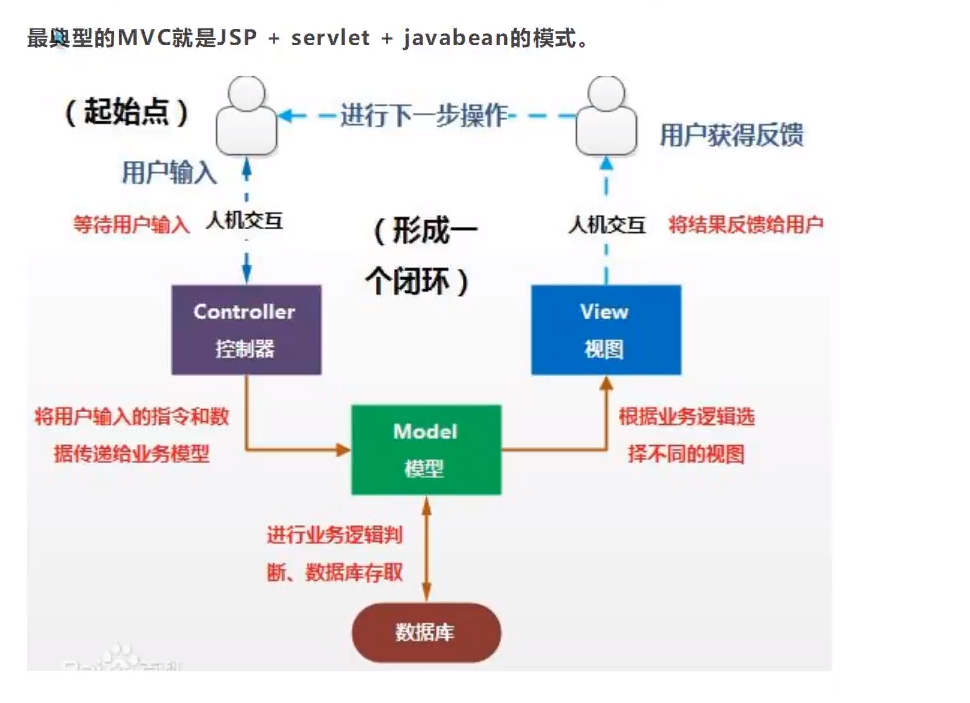 最典型的MVC就是JSP + servlet + javabean的模式。
（起始点）
进行下一步操作
用户获得反馈
用户输入
等待用户输入
人机交互
（形成一
个闭环）
人机交互
将结果反馈给用户
Controller
控制器
View
视图
将用户输入的指令和数
据传递给业务模型
Model
模型
根据业务逻辑选
择不同的视图
进行业务逻辑判
断、数据库存取
数据库